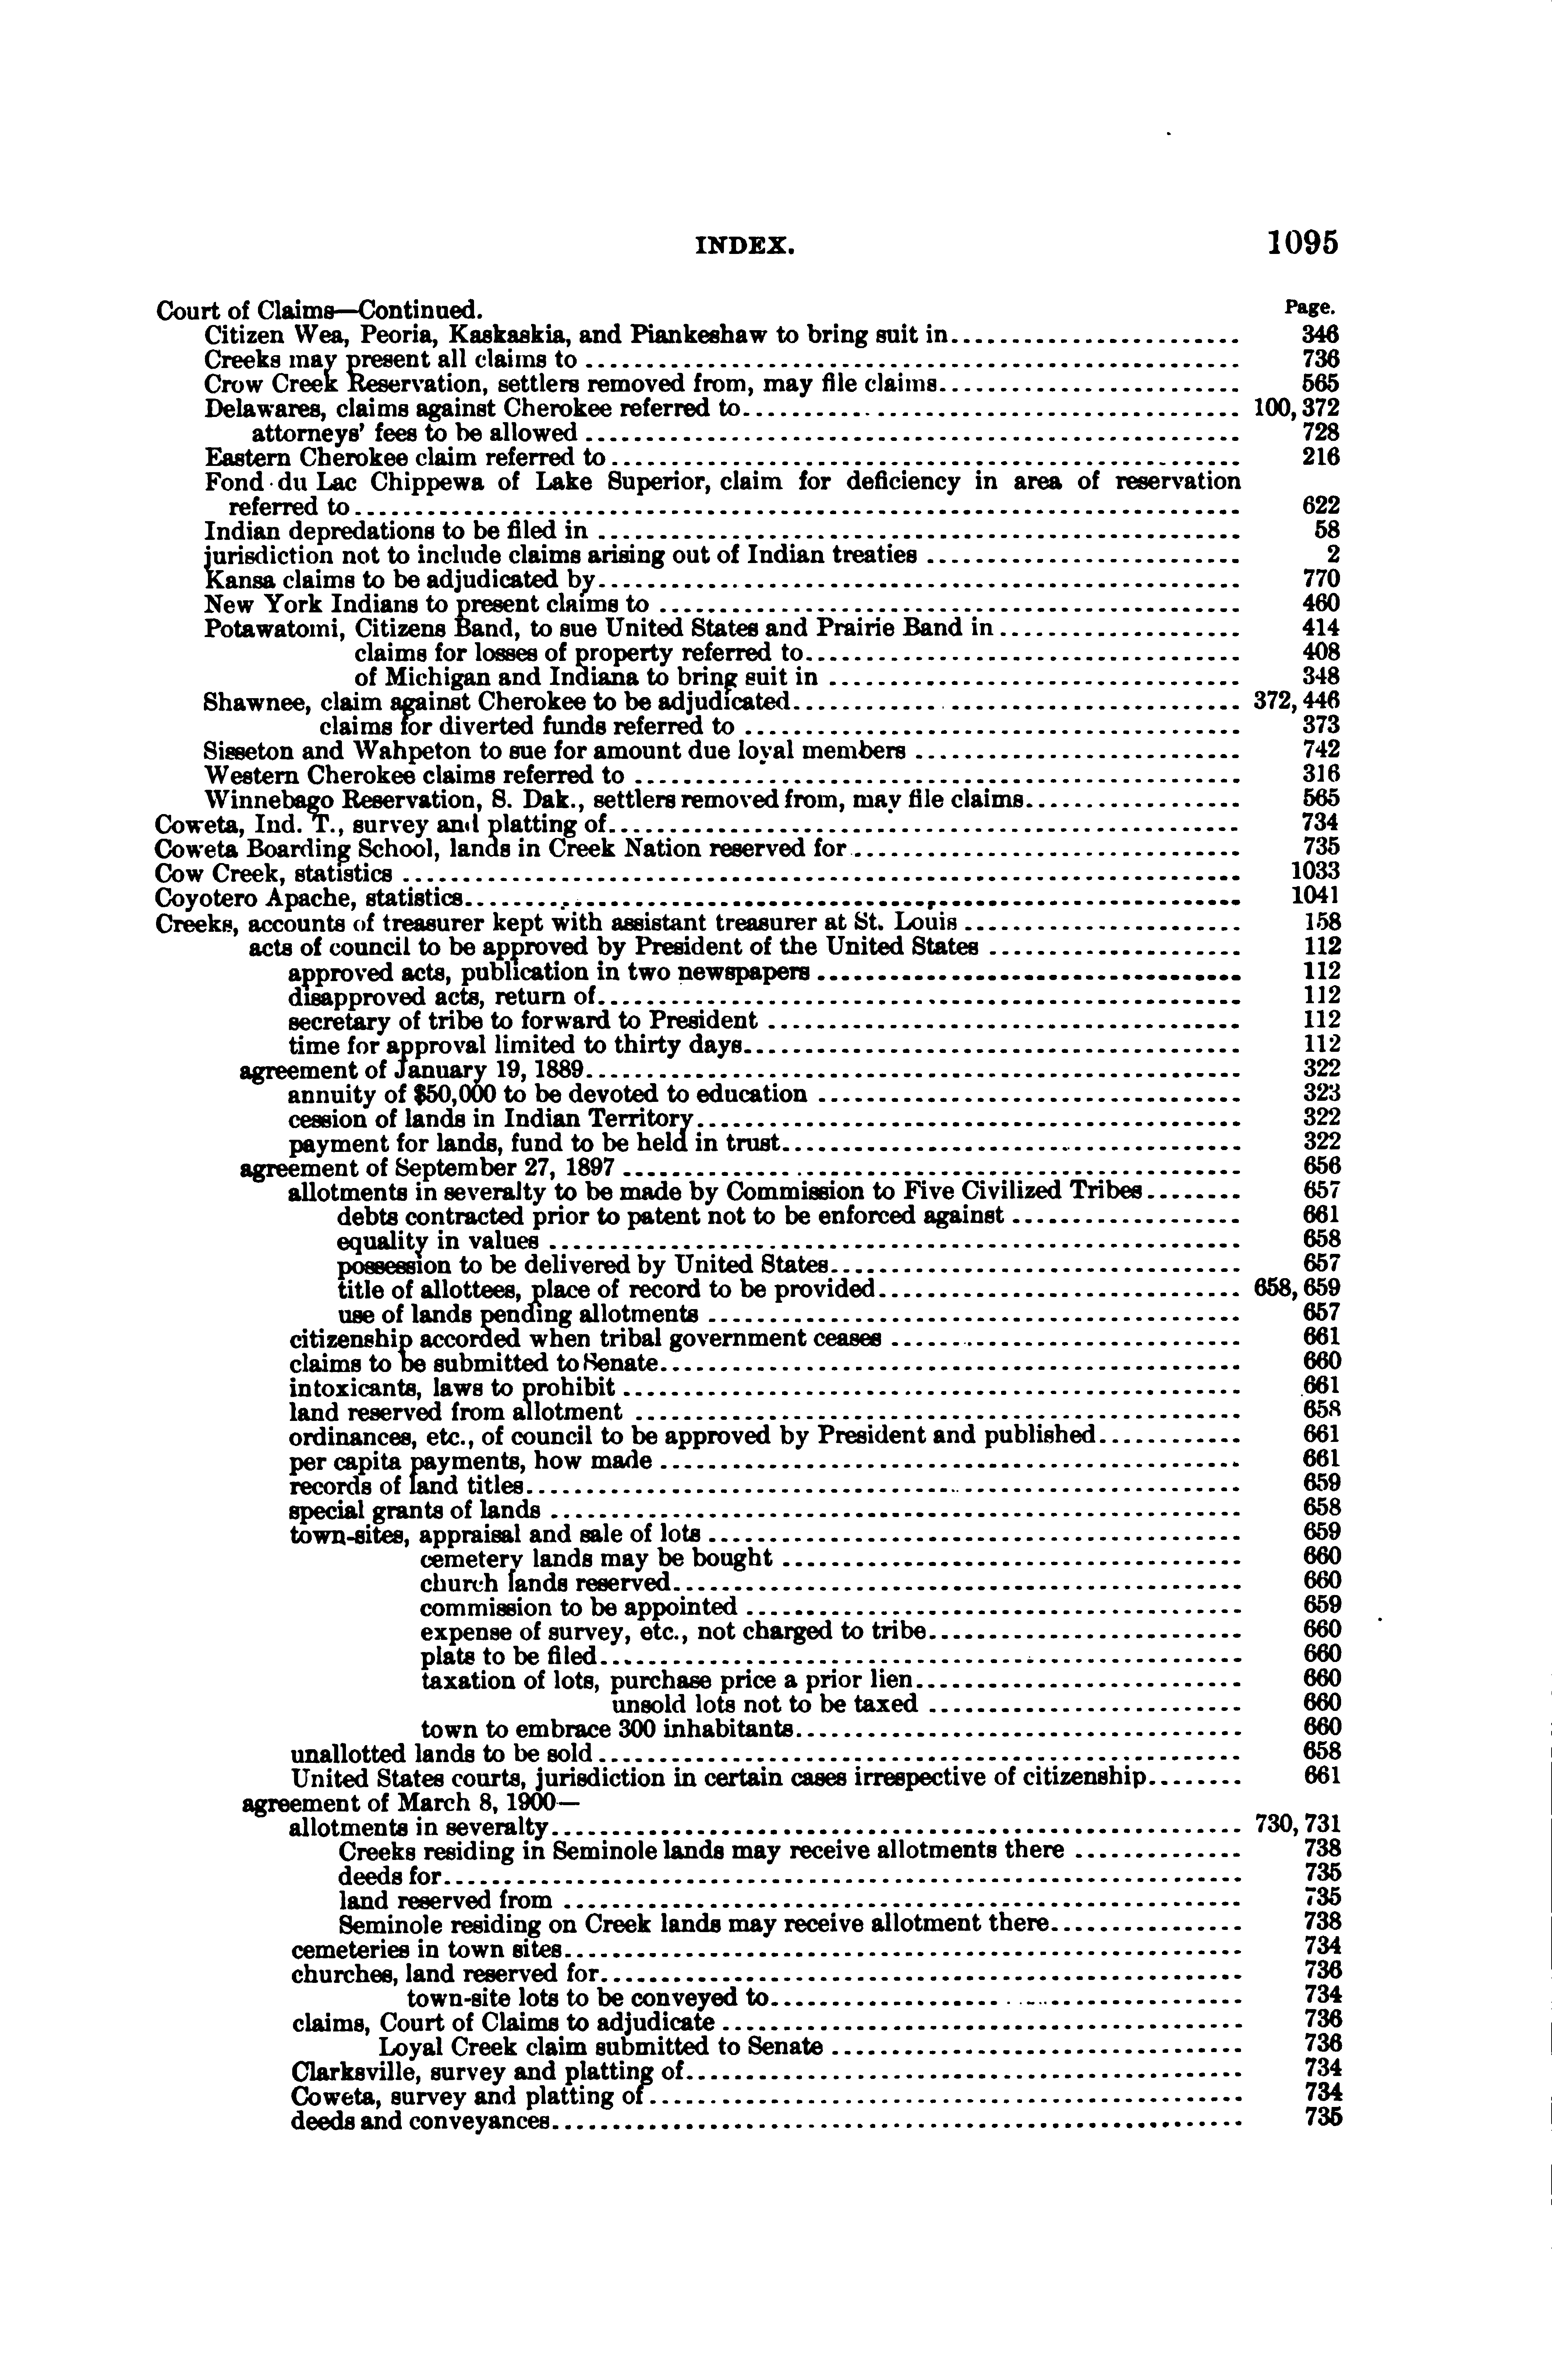 INDEX. 1095
Court of Claims—Continued. Page.
Citizen Wea, Peoria, Kaskaskia, and Piankeshaw to bring suit in 346
Creeks may present all claims to 736
Crow Creek Reservation, settlers removed from, may file claims 565
Delawares, claims against Cherokee referred to 100, 372
attorneys' fees to be allowed 728
Eastern Cherokee claim referred to 216
Fond du Lac Chippewa of Lake Superior, claim for deficiency in area of reservation
referred to 622
Indian depredations to be filed in 58
jurisdiction not to include claims arising out of Indian treaties 2
Kansa claims to be adjudicated by 770
New York Indians to present claims to 460
Potawatomi, Citizens Band, to sue United States and Prairie Band in 414
claims for losses of property referred to 408
of Michigan and Indiana to bring suit in 348
Shawnee, claim against Cherokee to be adjudicated 372, 446
claims for diverted funds referred to 373
Sisseton and Wahpeton to sue for amount due loyal members 742
Western Cherokee claims referred to 316
Winnebago Reservation, S. Dak., settlers removed from, may file claims 565
Coweta, Ind. T., survey and platting of 734
Coweta Boarding School, lands in Creek Nation reserved for 735
Cow Creek, statistics 1033
Coyotero Apache, statistics 1041
Creeks, accounts of treasurer kept with assistant treasurer at St. Louis 158
acts of council to be approved by President of the United States 112
approved acts, publication in two newspapers 112
disapproved acts, return of 112
secretary of tribe to forward to President 112
time for approval limited to thirty days 112
agreement of January 19, 1889 322
annuity of $50,000 to be devoted to education 323
cession of lands in Indian Territory 322
payment for lands, fund to be held in trust 322
agreement of September 27, 1897 656
allotments in severalty to be made by Commission to Five Civilized Tribes 657
debts contracted prior to patent not to be enforced against 661
equality in values 658
possession to be delivered by United States 657
title of allottees, place of record to be provided 658, 659
use of lands pending allotments 657
citizenship accorded when tribal government ceases 661
claims to be submitted to Senate 660
intoxicants, laws to prohibit 661
land reserved from allotment 658
ordinances, etc., of council to be approved by President and published 661
per capita payments, how made 661
records of land titles 659
special grants of lands 658
town-sites, appraisal and sale of lots 659
cemetery lands may be bought 660
church lands reserved 660
commission to be appointed 659
expense of survey, etc., not charged to tribe 660
plats to be filed 660
taxation of lots, purchase price a prior lien 660
unsold lots not to be taxed 660
town to embrace 300 inhabitants 660
unallotted lands to be sold 658
United States courts, jurisdiction in certain cases irrespective of citizenship 661
agreement of March 8, 1900—
allotments in severalty 730, 731
Creeks residing in Seminole lands may receive allotments there 738
deeds for 735
land reserved from 735
Seminole residing on Creek lands may receive allotment there 738
cemeteries in town sites 734
churches, land reserved for 736
town-site lots to be conveyed to 734
claims, Court of Claims to adjudicate 736
Loyal Creek claim submitted to Senate 736
Clarksville, survey and platting of 734
Coweta, survey and platting of 734
deeds and conveyances 735